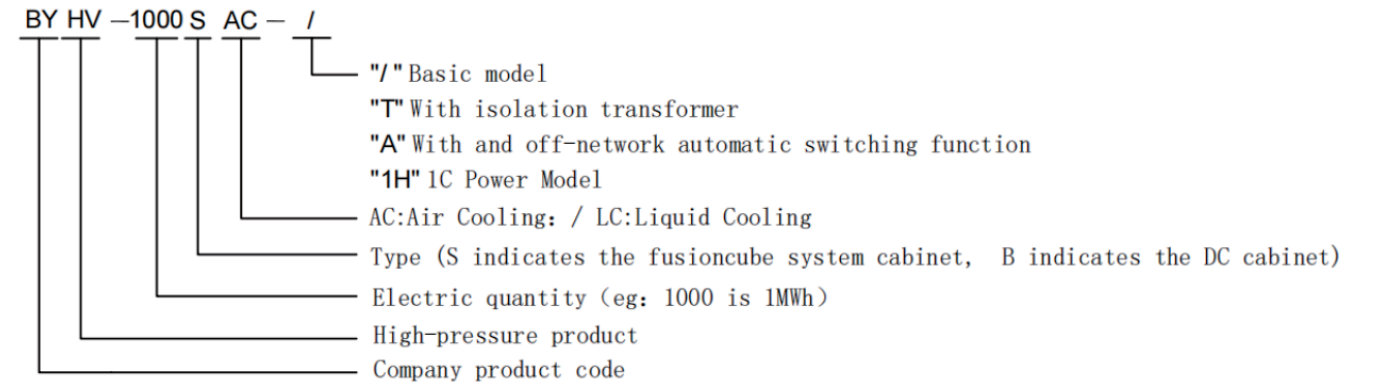 BY HV —1000 S AC — /
"/" Basic model
"T" With isolation transformer
"A" With and off-network automatic switching function
"1H" 1C Power Model
AC:Air Cooling: / LC:Liquid Cooling
Type (S indicates the fusioncube system cabinet, B indicates the DC cabinet)
Electric quantity (eg: 1000 is 1MWh)
High-pressure product
Company product code